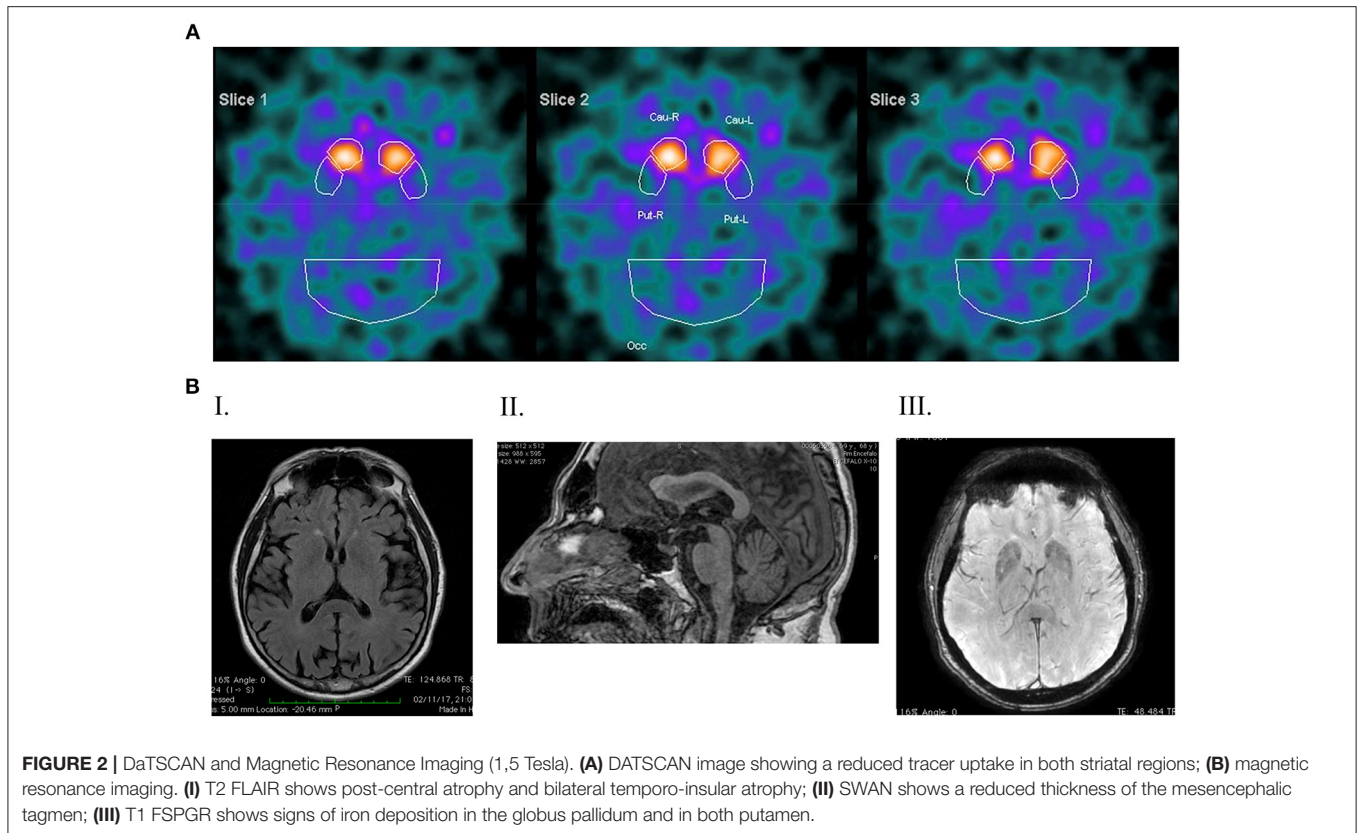 A
Slice 1
Slice 2
Slice 3
Cau-R
Cau-L
Put-R
Put-L
Occ
B
I.
II.
III.
16% Angle: 0
TE: 124.868 TR: 8
24 (I-> S)
FS:
ressed
02/11/17, 21:0
s: 5.00 mm Location: -20.46 mm P
Made In H
size: 512 x 512
size: 988 x 595
1428 WW: 2857
59 y, 68 y)
Rm Encefalo
CEFALO X-10
10
P
116% Angle: 0
TE: 48.484 TR
FIGURE 2 | DaTSCAN and Magnetic Resonance Imaging (1,5 Tesla). (A) DATSCAN image showing a reduced tracer uptake in both striatal regions; (B) magnetic
resonance imaging. (I) T2 FLAIR shows post-central atrophy and bilateral temporo-insular atrophy; (II) SWAN shows a reduced thickness of the mesencephalic
tagmen; (III) T1 FSPGR shows signs of iron deposition in the globus pallidum and in both putamen.